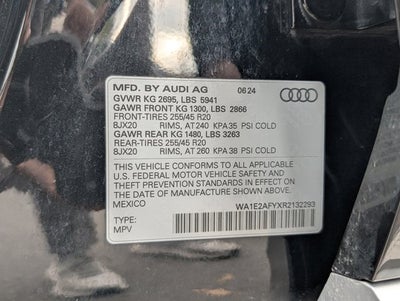 MFD. BY AUDI AG 06/24
GVWR KG 2695, LBS 5941
GAWR FRONT KG 1300, LBS 2866
FRONT-TIRES 255/45 R20
8JX20 RIMS, AT 240 KPA 35 PSI COLD
GAWR REAR KG 1480, LBS 3263
REAR-TIRES 255/45 R20
8JX20 RIMS, AT 260 KPA 38 PSI COLD
THIS VEHICLE CONFORMS TO ALL APPLICABLE
U.S. FEDERAL MOTOR VEHICLE SAFETY AND
THEFT PREVENTION STANDARDS IN EFFECT ON
THE DATE OF MANUFACTURE SHOWN ABOVE.
MEXICO WA1E2AFYXR2132293
TYPE:
MPV